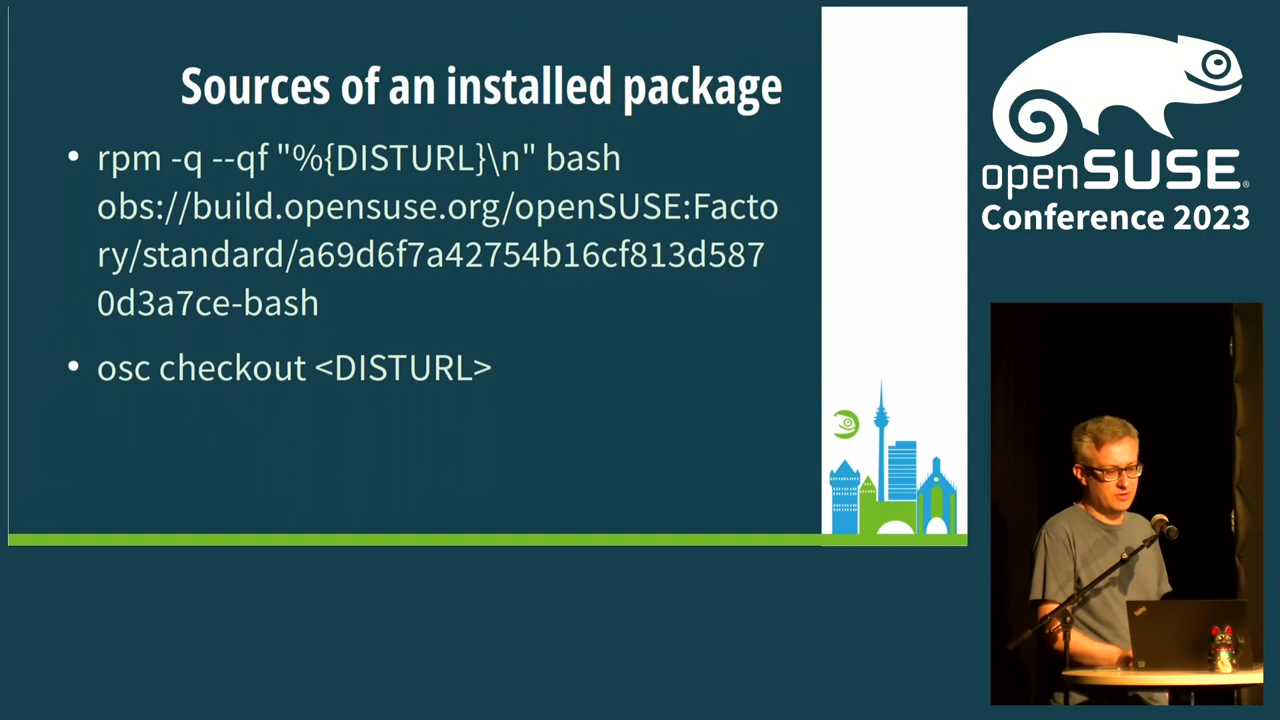 Sources of an installed package
• rpm -q --qf "%{DISTURL}\n" bash
obs://build.opensuse.org/openSUSE:Facto
ry/standard/a69d6f7a42754b16cf813d587
0d3a7ce-bash
• osc checkout <DISTURL>
openSUSE®
Conference 2023
ThinkPad